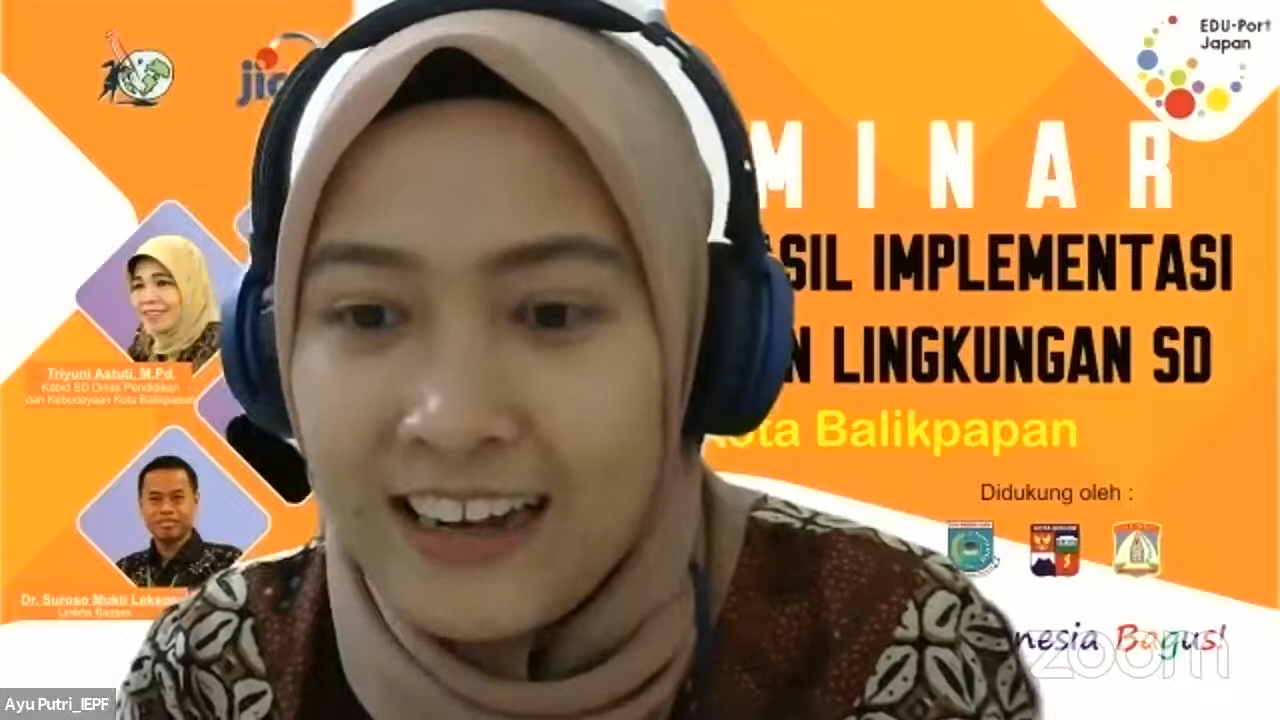 EDU-Port
Japan
MINAR
SIL IMPLEMENTASI
N LINGKUNGAN SD
ota Balikpapan
Triyuni Astuti, M.Pd.
Kabid SD Dinas Pendidikan
dan Kebudayaan Kota Balikpapan
Didukung oleh :
Dr. Suroso Mukti Lekso
nesia Bagus!
zoom
Ayu Putri_IEPF